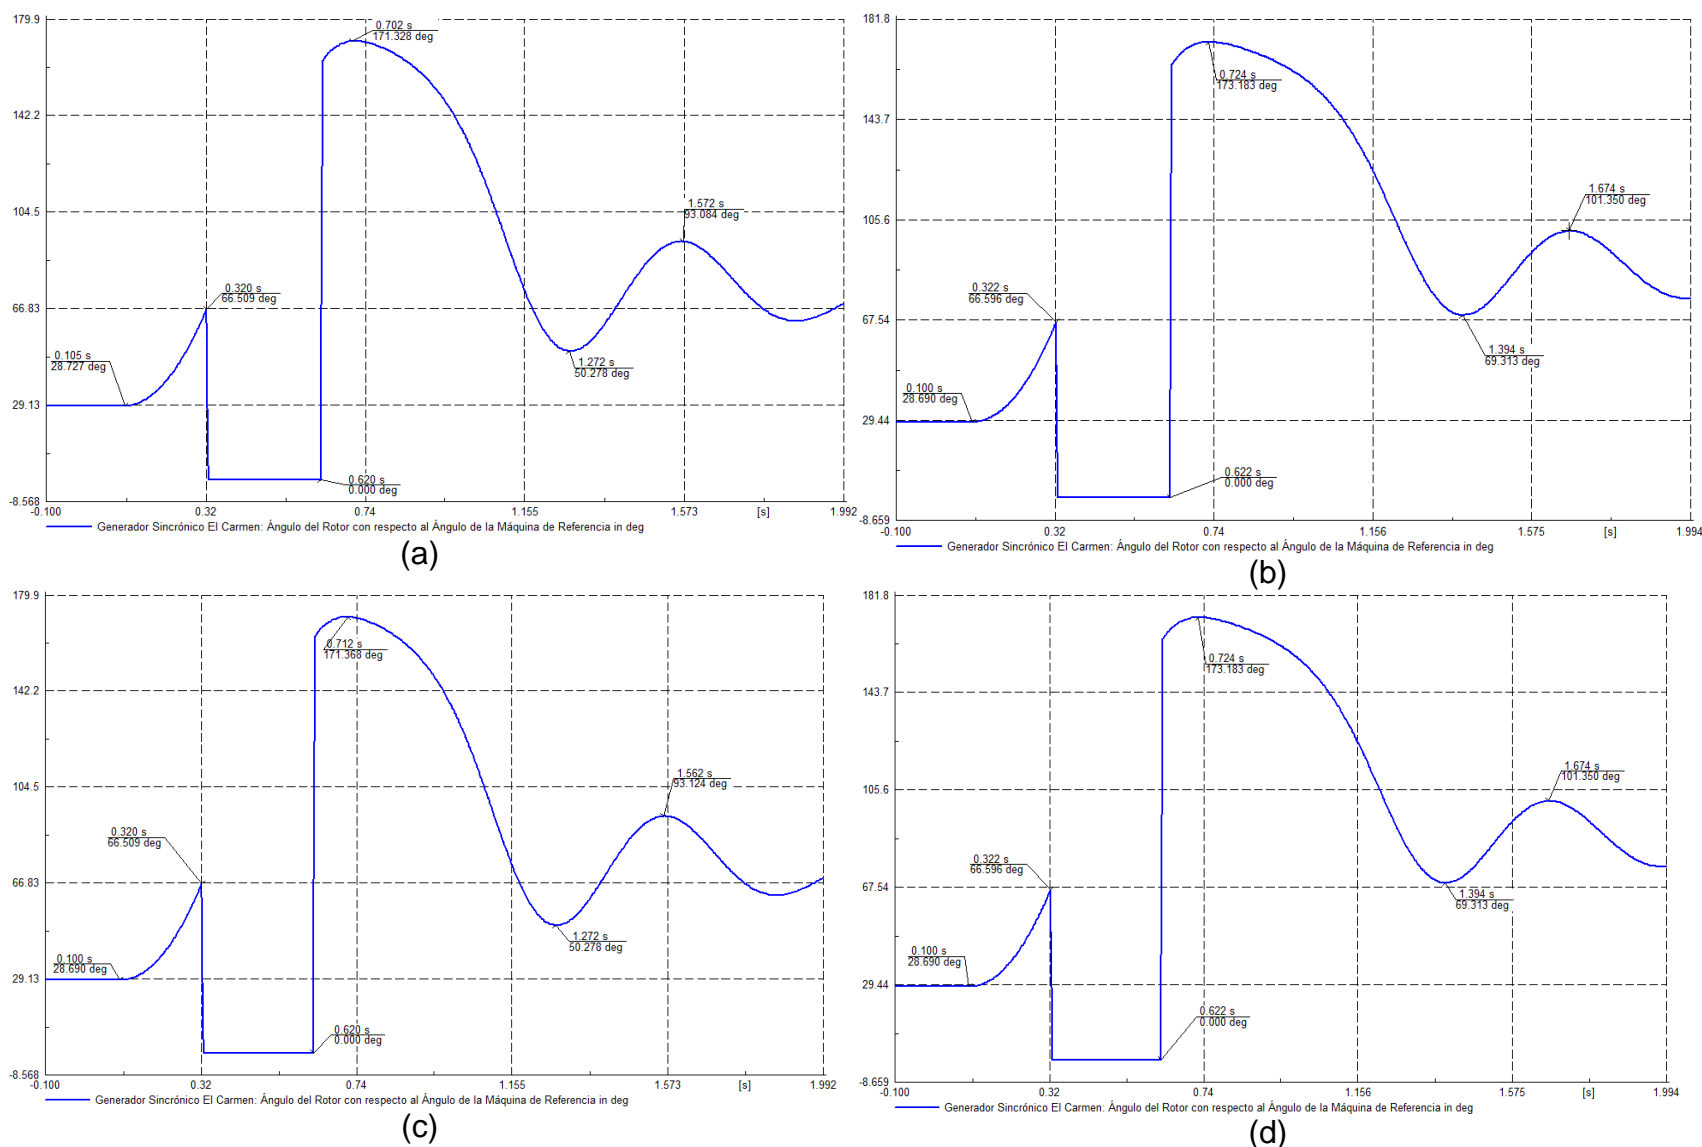 179.9
142.2
104.5
66.83
29.13
-8.568
-0.100
0.32
0.74
1.155
1.573
[s]
1.992
0.702 s
171.328 deg
1.572 s
93.084 deg
0.320 s
66.509 deg
0.105 s
28.727 deg
1.272 s
50.278 deg
0.620 s
0.000 deg
Generador Sincrónico El Carmen: Ángulo del Rotor con respecto al Ángulo de la Máquina de Referencia in deg
(a)
181.8
143.7
105.6
67.54
29.44
-8.659
-0.100
0.32
0.74
1.156
1.575
[s]
1.994
0.724 s
173.183 deg
1.674 s
101.350 deg
0.322 s
66.596 deg
1.394 s
69.313 deg
0.100 s
28.690 deg
0.622 s
0.000 deg
Generador Sincrónico El Carmen: Ángulo del Rotor con respecto al Ángulo de la Máquina de Referencia in deg
(b)
179.9
142.2
104.5
66.83
29.13
-8.568
-0.100
0.32
0.74
1.155
1.573
[s]
1.992
0.712 s
171.368 deg
1.562 s
93.124 deg
0.320 s
66.509 deg
1.272 s
50.278 deg
0.100 s
28.690 deg
0.620 s
0.000 deg
Generador Sincrónico El Carmen: Ángulo del Rotor con respecto al Ángulo de la Máquina de Referencia in deg
(c)
181.8
143.7
105.6
67.54
29.44
-8.659
-0.100
0.32
0.74
1.156
1.575
[s]
1.994
0.724 s
173.183 deg
1.674 s
101.350 deg
0.322 s
66.596 deg
1.394 s
69.313 deg
0.100 s
28.690 deg
0.622 s
0.000 deg
Generador Sincrónico El Carmen: Ángulo del Rotor con respecto al Ángulo de la Máquina de Referencia in deg
(d)